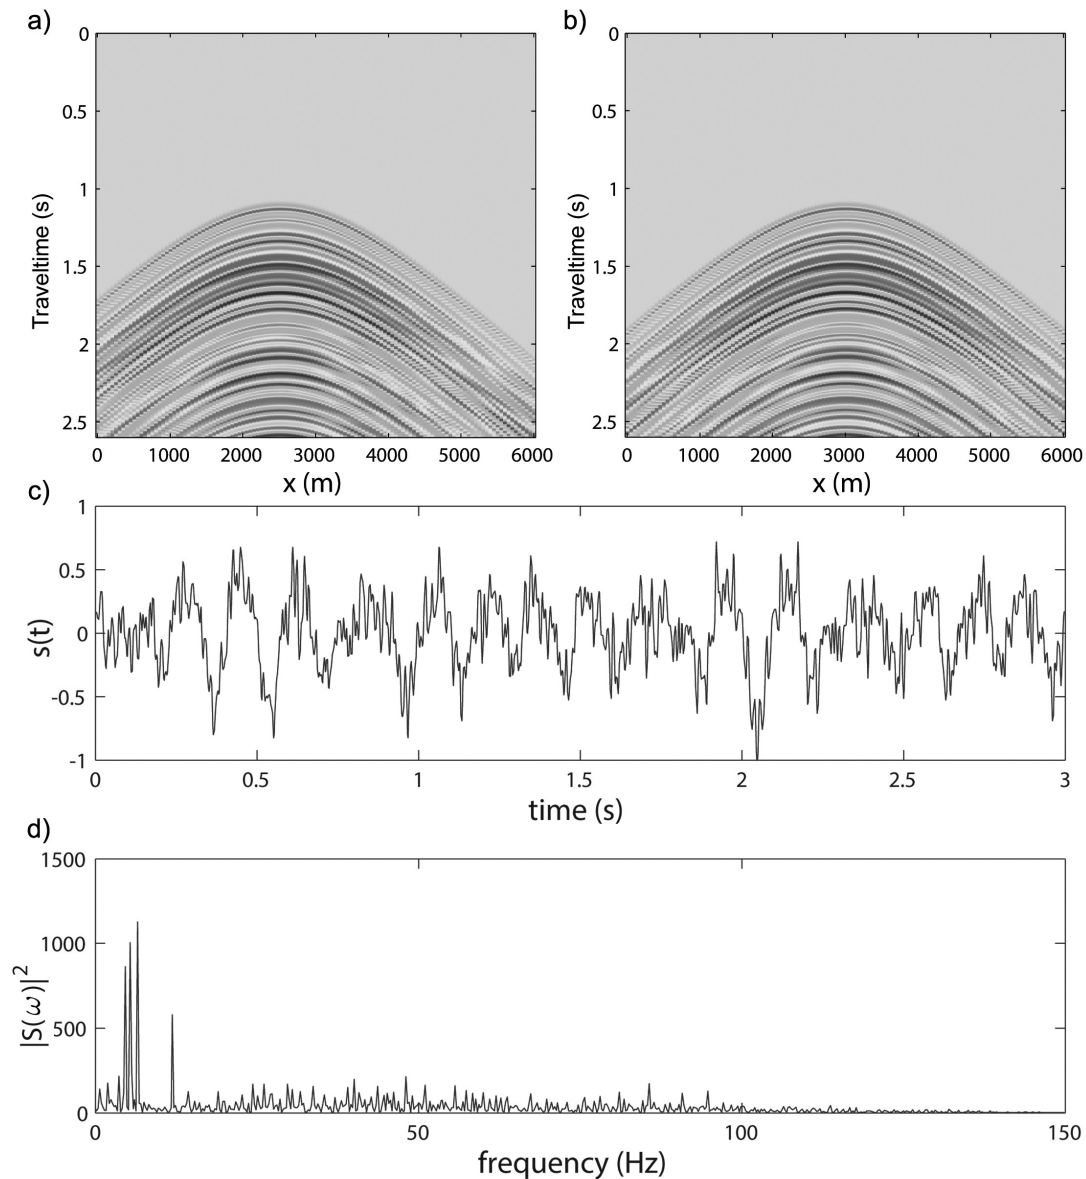 a)
b)
0
0.5
1
1.5
2
2.5
Traveltime (s)
0 1000 2000 3000 4000 5000 6000
x (m)
0
0.5
1
1.5
2
2.5
Traveltime (s)
0 1000 2000 3000 4000 5000 6000
x (m)
c)
1
0.5
0
-0.5
-1
s(t)
0 0.5 1 1.5 2 2.5 3
time (s)
d)
1500
1000
500
0
|S(ω)|²
0 50 100 150
frequency (Hz)